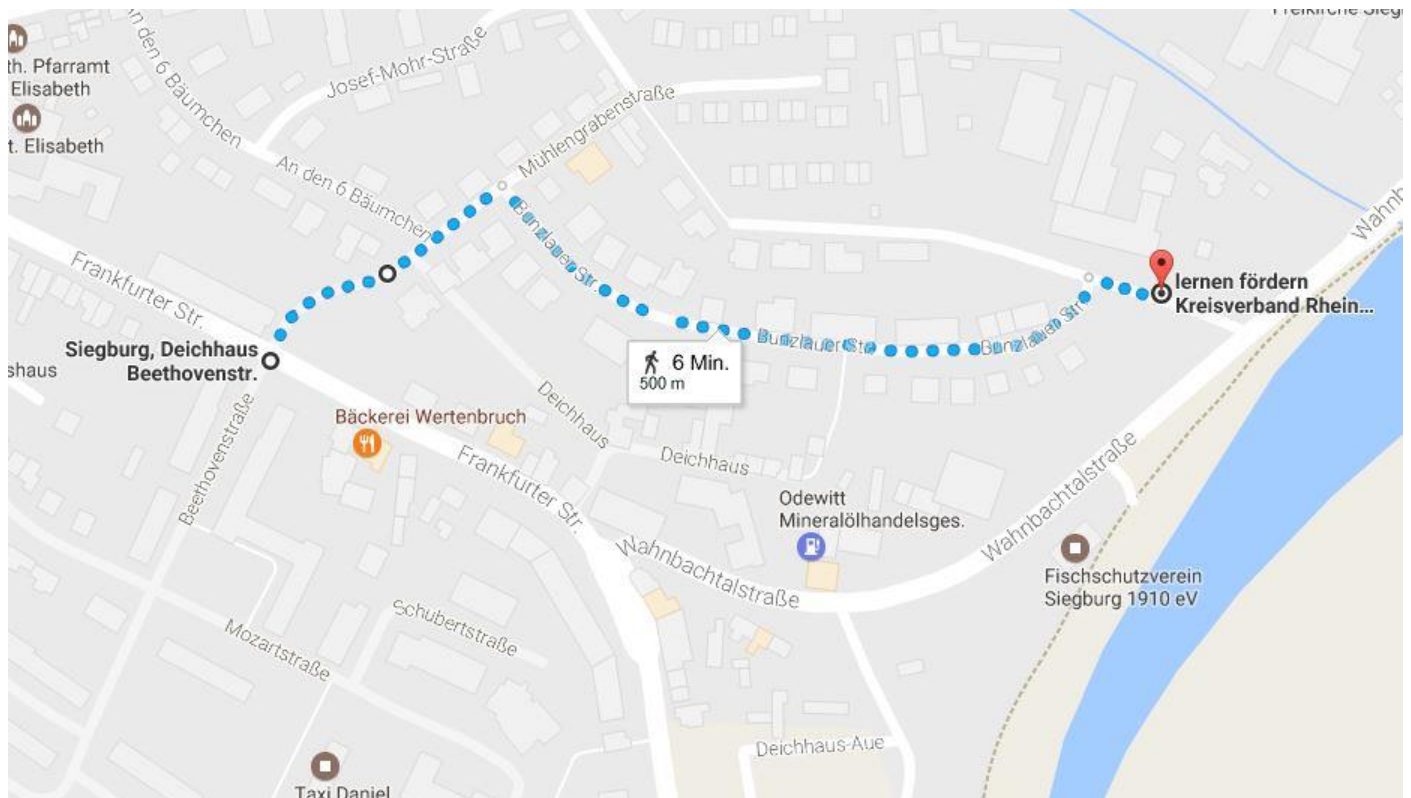 Freikirche Sieg
th. Pfarramt
Elisabeth
t. Elisabeth
An den 6 Bäumchen
Josef-Mohr-Straße
Mühlengrabenstraße
An den 6 Bäumchen
Bunzlauer Str.
Wahnb
Frankfurter Str.
lernen fördern
Kreisverband Rhein...
Siegburg, Deichhaus
Beethovenstr.
shaus
Bunzlauer Str.
Bunzlauer Str.
6 Min.
500 m
Bäckerei Wertenbruch
Beethovenstraße
Deichhaus
Deichhaus
Frankfurter Str.
Odewitt
Mineralölhandelsges.
Wahnbachtalstraße
Wahnbachtalstraße
Fischschutzverein
Siegburg 1910 eV
Schubertstraße
Mozartstraße
Deichhaus-Aue
Taxi Daniel